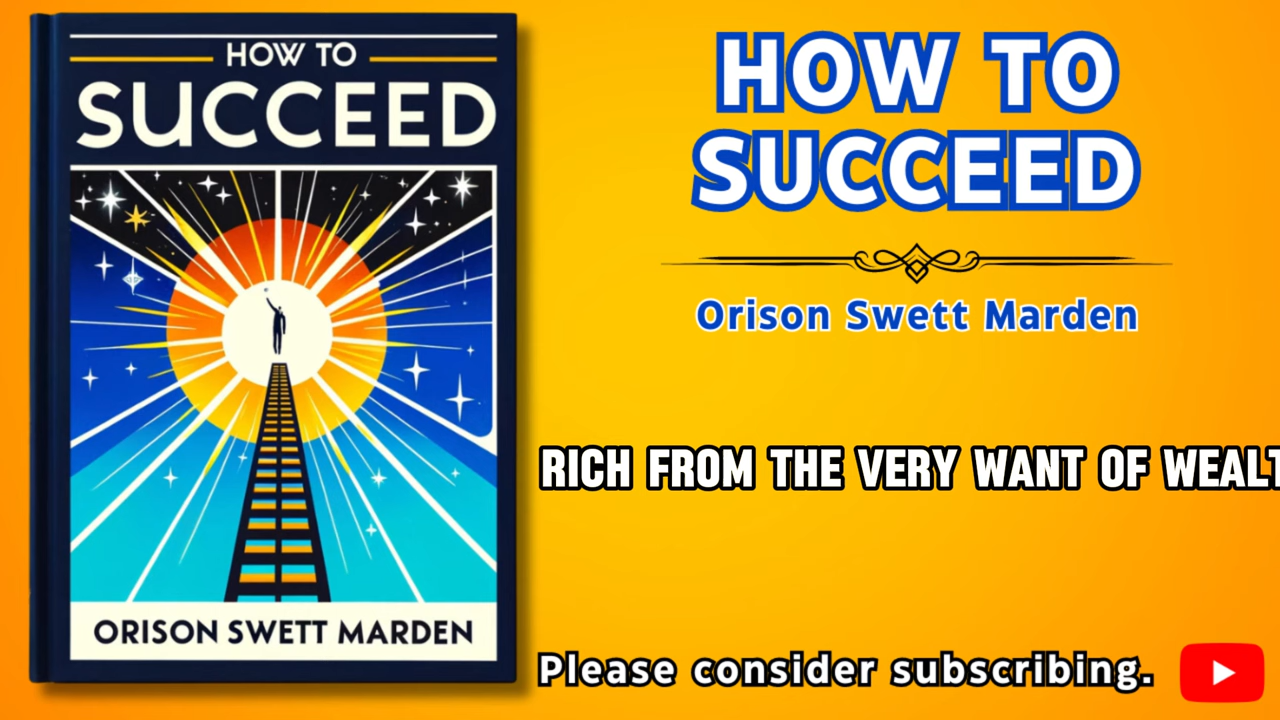 HOW TO
SUCCEED
ORISON SWETT MARDEN
HOW TO
SUCCEED
Orison Swett Marden
RICH FROM THE VERY WANT OF
Please consider subscribing.